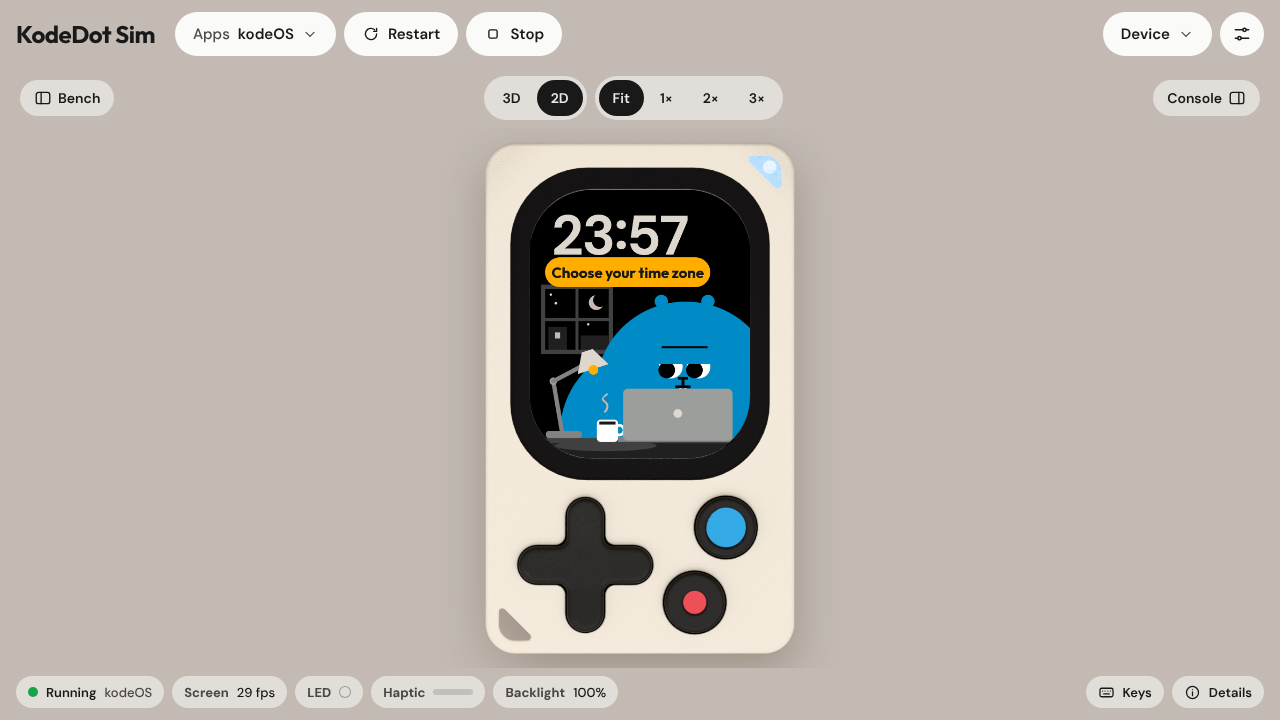 KodeDot Sim
Apps kodeOS
Restart
Stop
Device
Bench
3D
2D
Fit
1×
2×
3×
Console
23:57
Choose your time zone
Running kodeOS
Screen 29 fps
LED
Haptic
Backlight 100%
Keys
Details